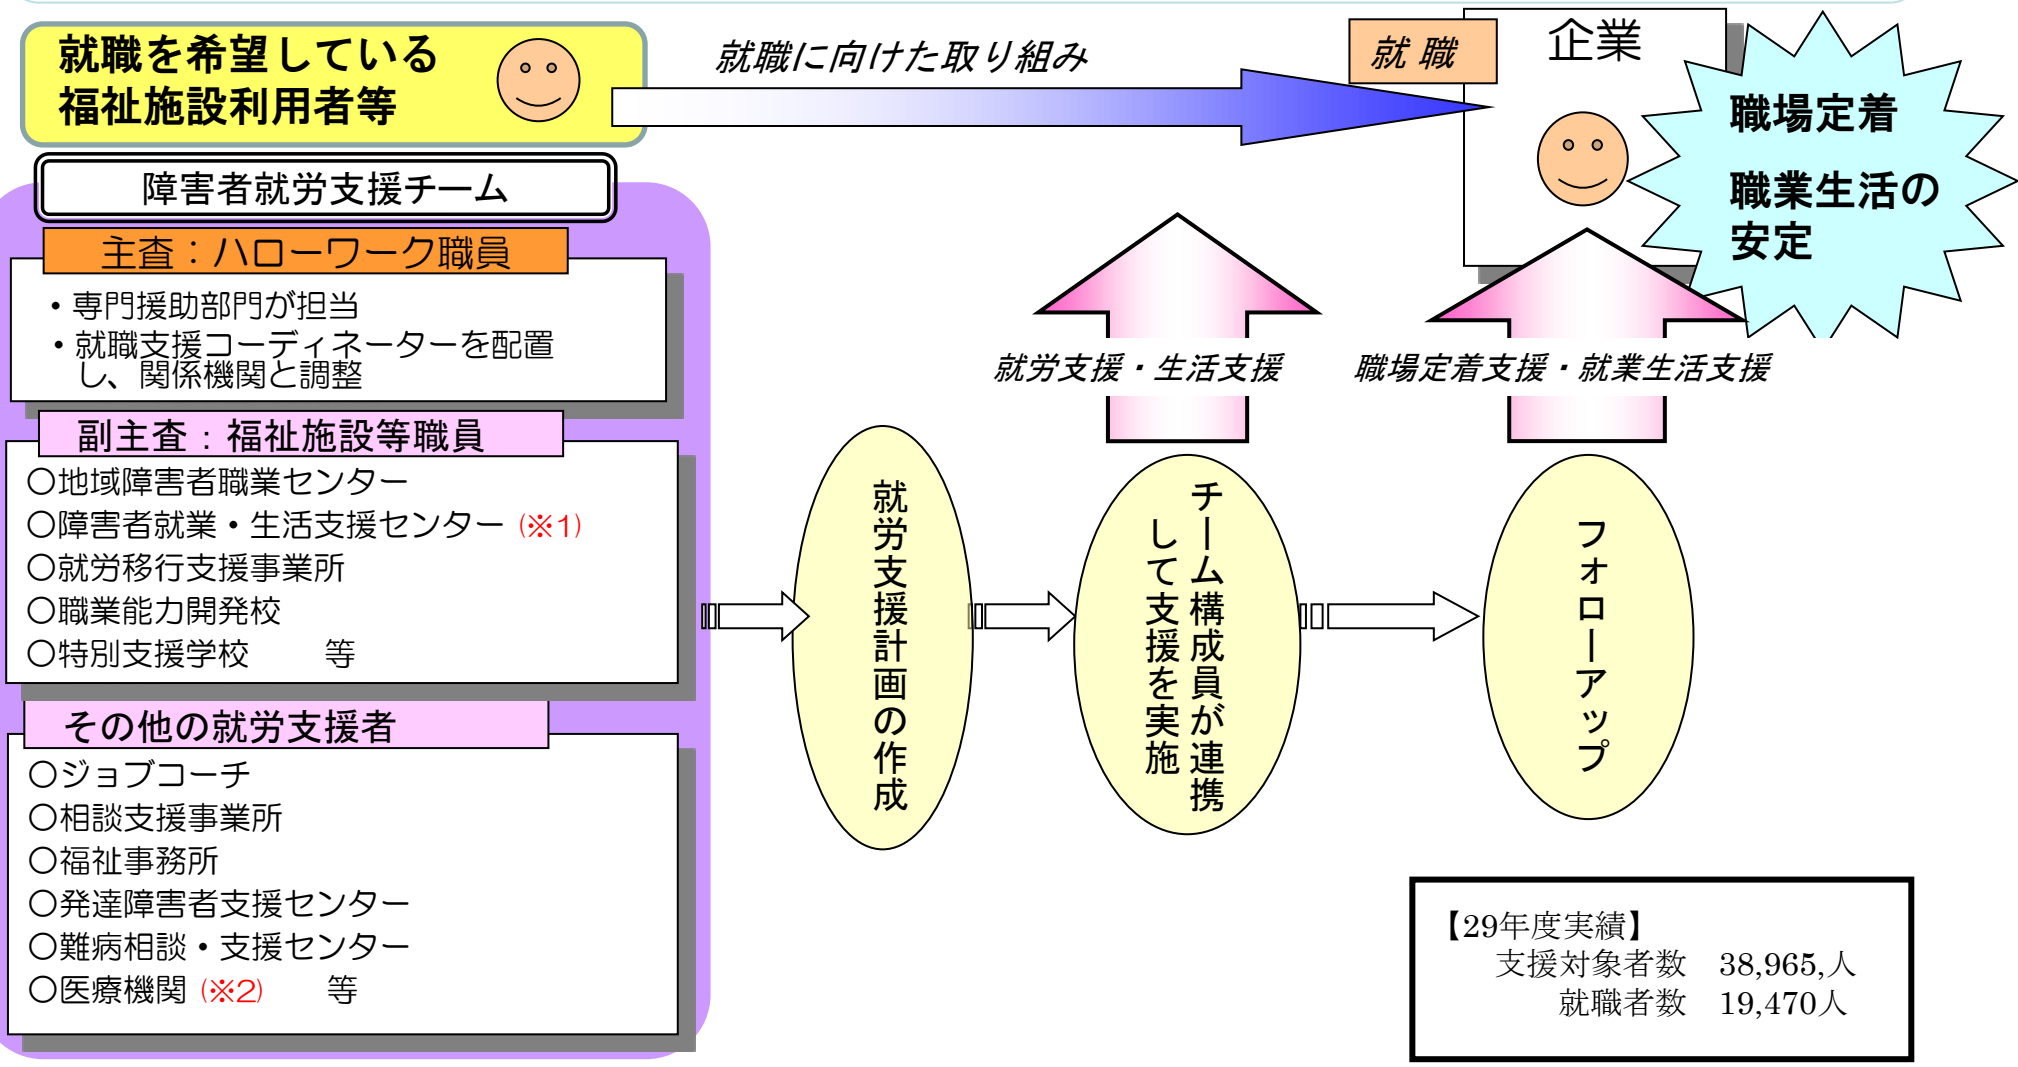 就職を希望している
福祉施設利用者等
就職に向けた取り組み
就 職
企業
職場定着
職業生活の
安定
障害者就労支援チーム
主査：ハローワーク職員
・専門援助部門が担当
・就職支援コーディネーターを配置
し、関係機関と調整
副主査：福祉施設等職員
○地域障害者職業センター
○障害者就業・生活支援センター (※1)
○就労移行支援事業所
○職業能力開発校
○特別支援学校　　等
その他の就労支援者
○ジョブコーチ
○相談支援事業所
○福祉事務所
○発達障害者支援センター
○難病相談・支援センター
○医療機関 (※2)　　等
就労支援・生活支援
職場定着支援・就業生活支援
就労支援計画の作成
チーム構成員が連携
して支援を実施
フォローアップ
【29年度実績】
支援対象者数　38,965,人
就職者数　19,470人